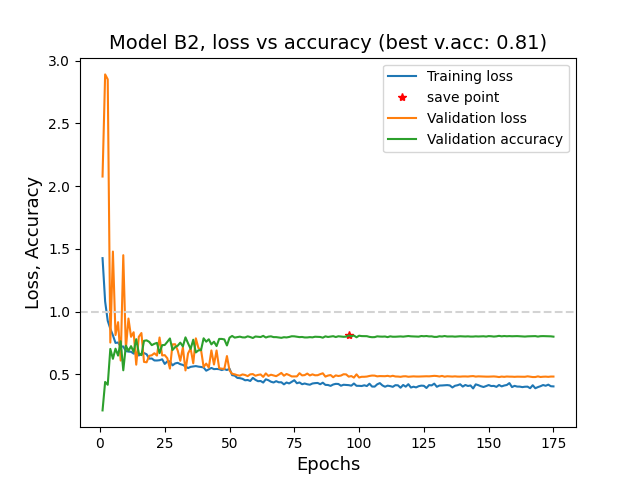 Model B2, loss vs accuracy (best v.acc: 0.81)
Training loss
save point
Validation loss
Validation accuracy
3.0
2.5
2.0
1.5
1.0
0.5
Loss, Accuracy
0 25 50 75 100 125 150 175
Epochs